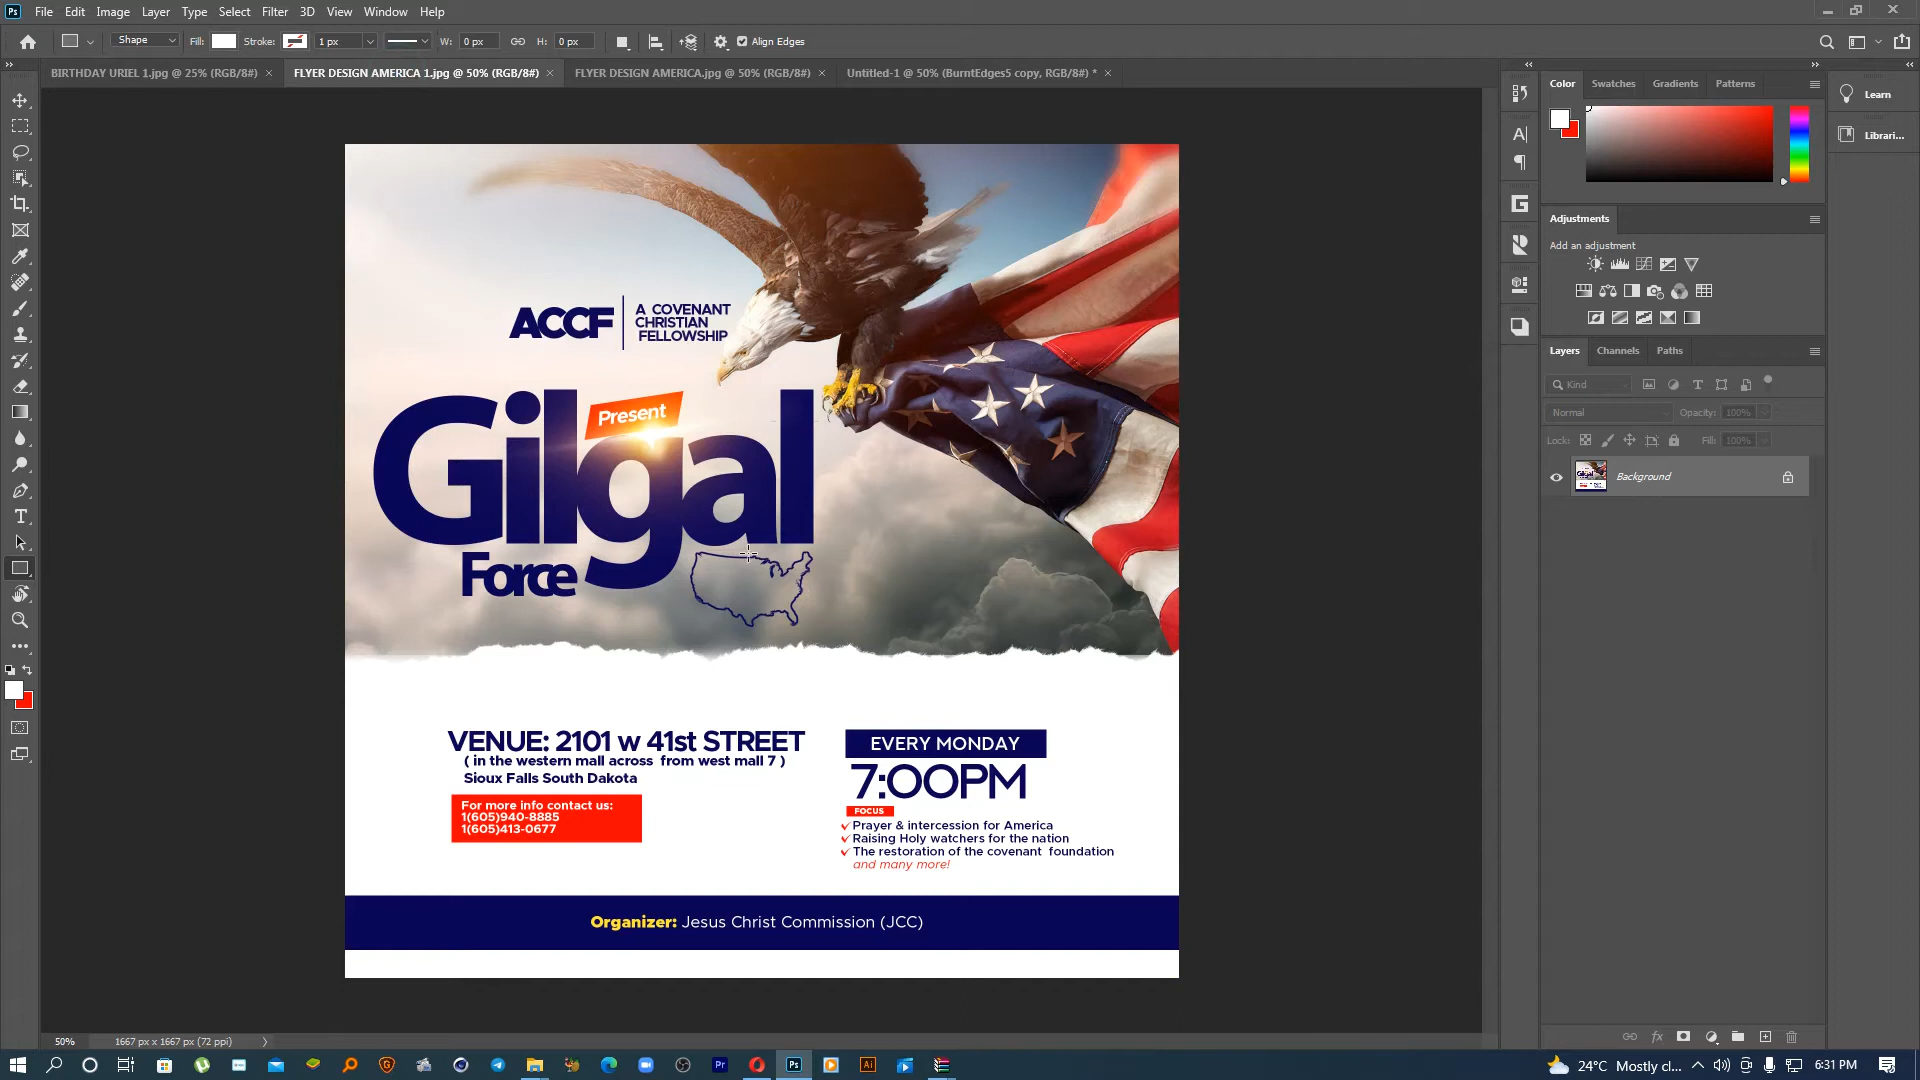 File Edit Image Layer Type Select Filter 3D View Window Help
Shape Fill: Stroke: 1 px W: 0 px H: 0 px Align Edges
BIRTHDAY URIEL 1.jpg @ 25% (RGB/8#) × FLYER DESIGN AMERICA 1.jpg @ 50% (RGB/8#) × FLYER DESIGN AMERICA.jpg @ 50% (RGB/8#) × Untitled-1 @ 50% (BurntEdges5 copy, RGB/8#) * ×
Color Swatches Gradients Patterns
Learn
Librari...
Adjustments
Add an adjustment
Layers Channels Paths
Kind
Normal Opacity: 100%
Lock: Fill: 100%
Background
ACCF
A COVENANT
CHRISTIAN
FELLOWSHIP
Present
Gilgal
Force
VENUE: 2101 w 41st STREET
( in the western mall across from west mall 7 )
Sioux Falls South Dakota
For more info contact us:
1(605)940-8885
1(605)413-0677
EVERY MONDAY
7:00PM
FOCUS
Prayer & intercession for America
Raising Holy watchers for the nation
The restoration of the covenant foundation
and many more!
Organizer: Jesus Christ Commission (JCC)
50% 1667 px x 1667 px (72 ppi)
24°C Mostly cl... 6:31 PM